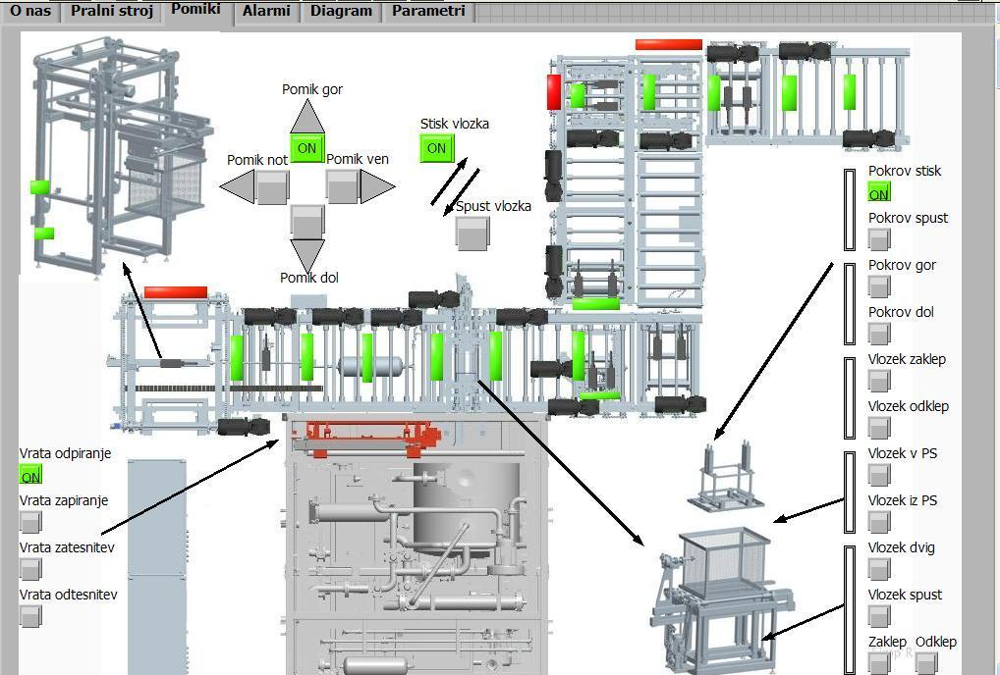 O nas
Pralni stroj
Pomiki
Alarmi
Diagram
Parametri
Pomik gor
ON
Pomik not
Pomik ven
Pomik dol
Stisk vlozka
ON
Spust vlozka
Pokrov stisk
ON
Pokrov spust
Pokrov gor
Pokrov dol
Vlozek zaklep
Vlozek odklep
Vlozek v PS
Vlozek iz PS
Vlozek dvig
Vlozek spust
Zaklep Odklep
Vrata odpiranje
ON
Vrata zapiranje
Vrata zatesnitev
Vrata odtesnitev